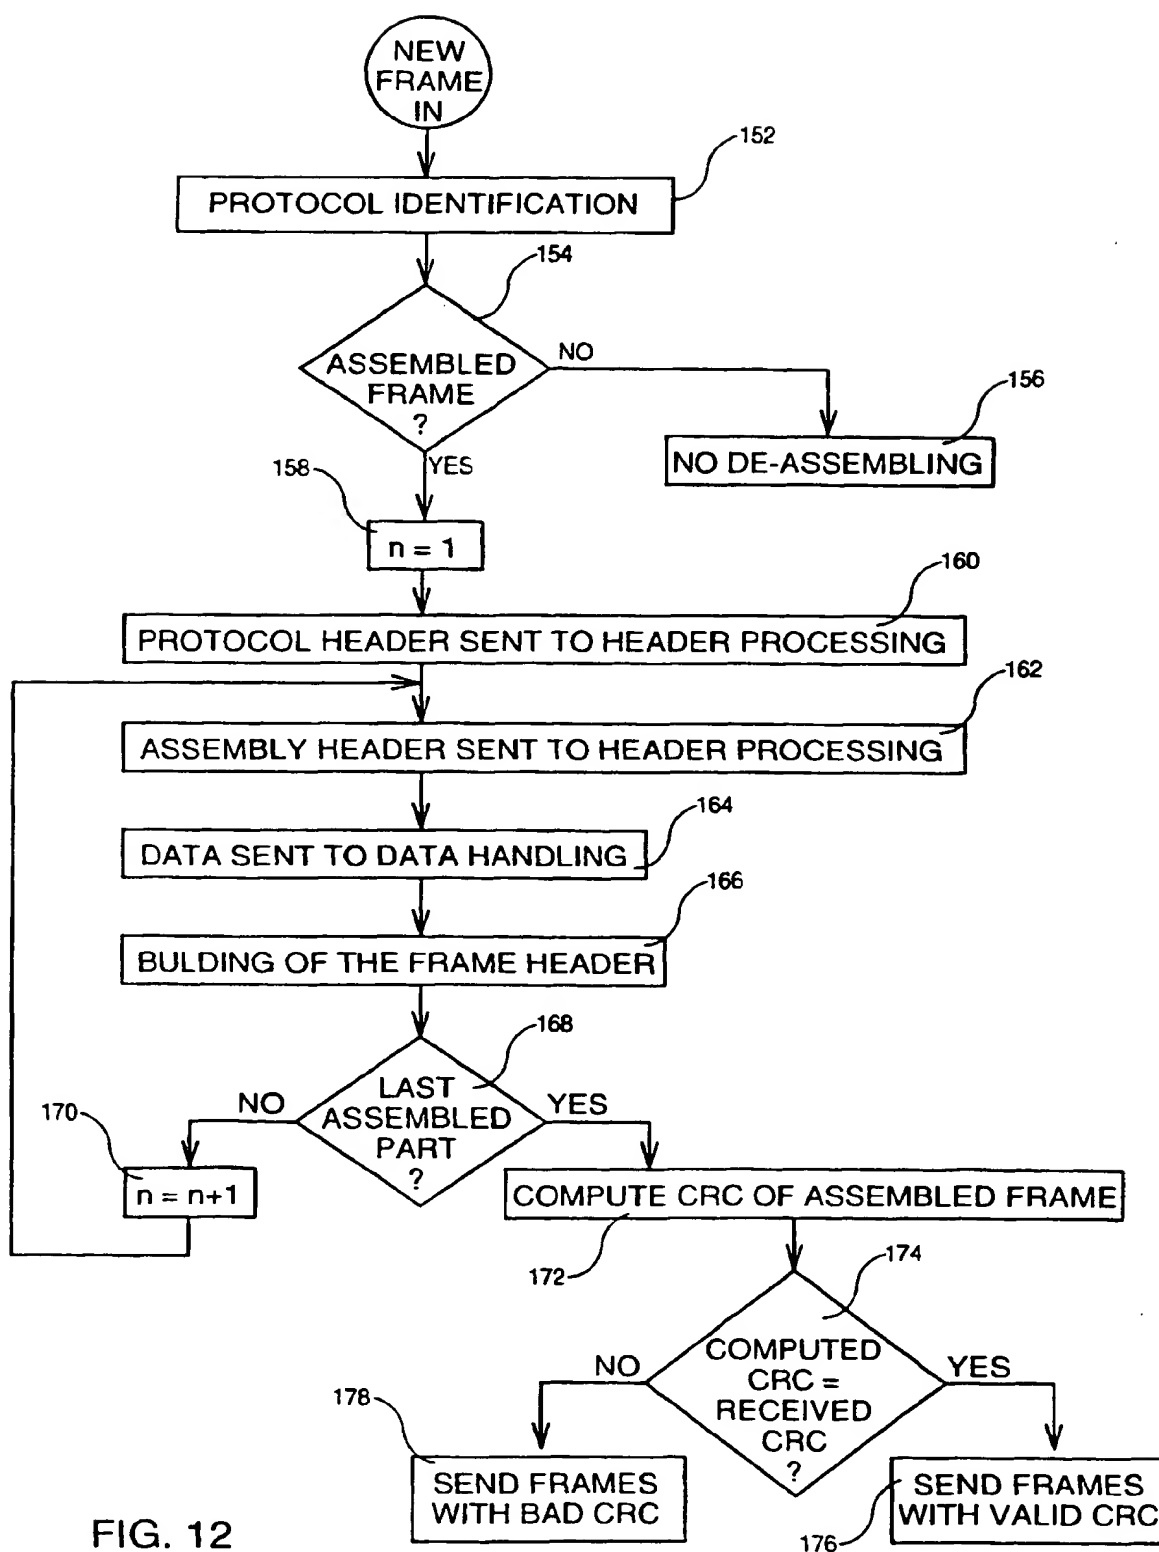 NEW
FRAME
IN
152
PROTOCOL IDENTIFICATION
154
ASSEMBLED
FRAME
?
NO
YES
156
NO DE-ASSEMBLING
158
n = 1
160
PROTOCOL HEADER SENT TO HEADER PROCESSING
162
ASSEMBLY HEADER SENT TO HEADER PROCESSING
164
DATA SENT TO DATA HANDLING
166
BULDING OF THE FRAME HEADER
168
LAST
ASSEMBLED
PART
?
NO
YES
170
n = n+1
COMPUTE CRC OF ASSEMBLED FRAME
172
174
COMPUTED
CRC =
RECEIVED
CRC
?
NO
YES
178
SEND FRAMES
WITH BAD CRC
SEND FRAMES
WITH VALID CRC
176
FIG. 12